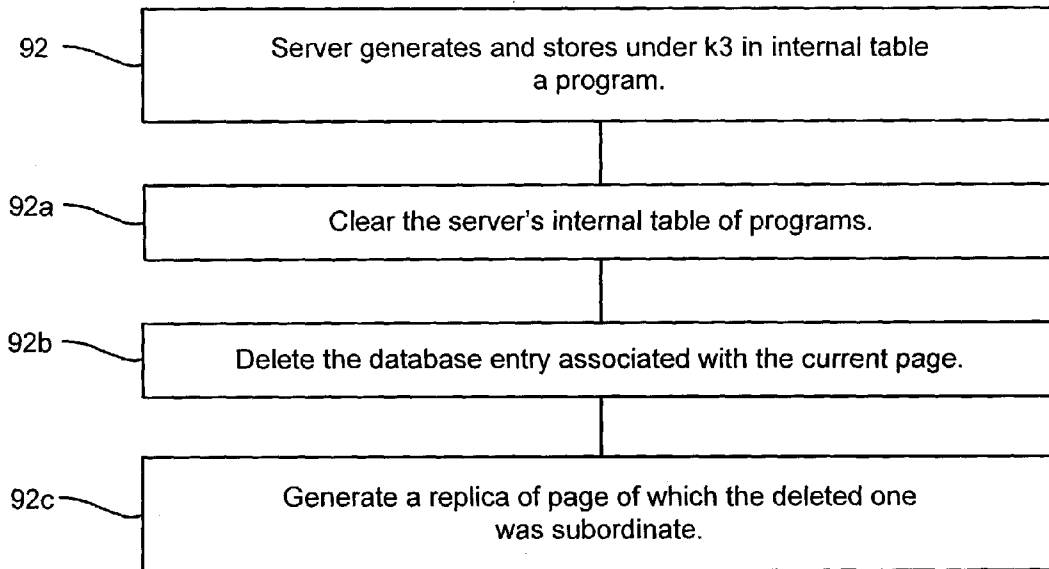 92
Server generates and stores under k3 in internal table
a program.
92a
Clear the server's internal table of programs.
92b
Delete the database entry associated with the current page.
92c
Generate a replica of page of which the deleted one
was subordinate.